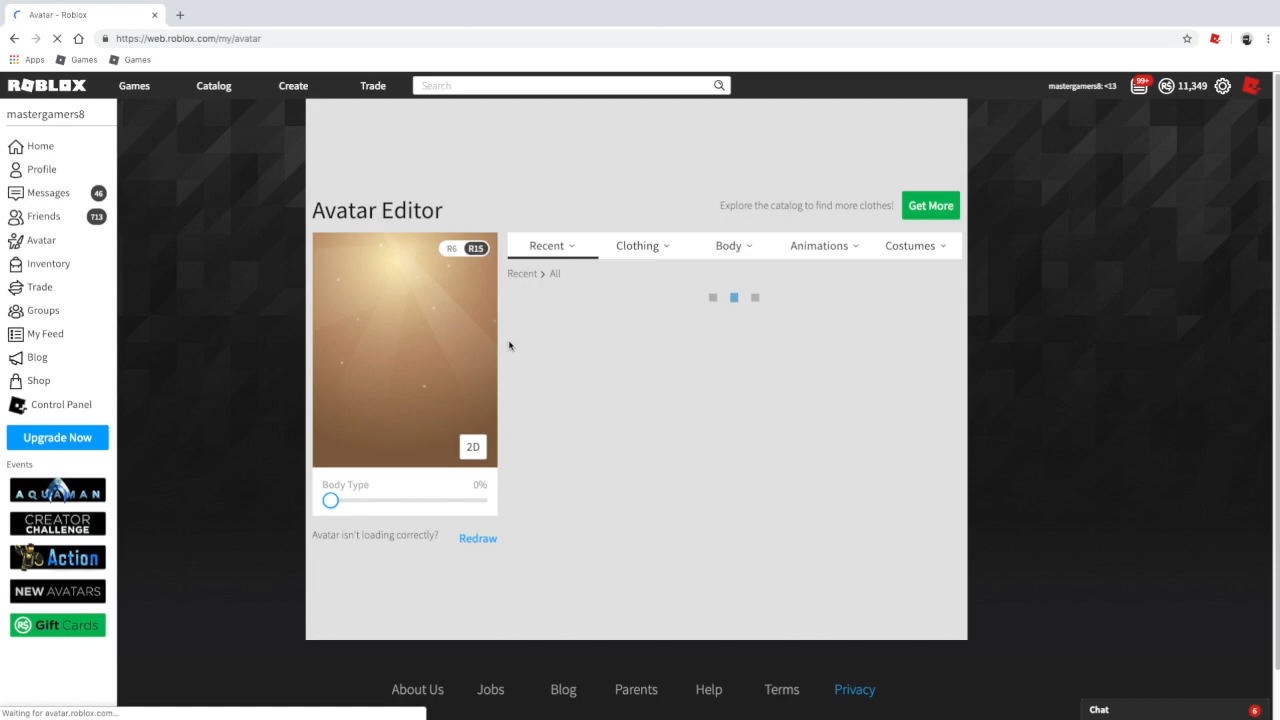 Avatar - Roblox
https://web.roblox.com/my/avatar
Apps Games Games
ROBLOX Games Catalog Create Trade Search mastergamers8: <13 99+ 11,349
mastergamers8
Home
Profile
Messages 46
Friends 713
Avatar
Inventory
Trade
Groups
My Feed
Blog
Shop
Control Panel
Upgrade Now
Events
AQUAMAN
CREATOR
CHALLENGE
Action
NEW AVATARS
Gift Cards
Avatar Editor
Explore the catalog to find more clothes! Get More
R6 R15
2D
Body Type 0%
Avatar isn't loading correctly? Redraw
Recent Clothing Body Animations Costumes
Recent > All
About Us Jobs Blog Parents Help Terms Privacy
Waiting for avatar.roblox.com...
Chat 6